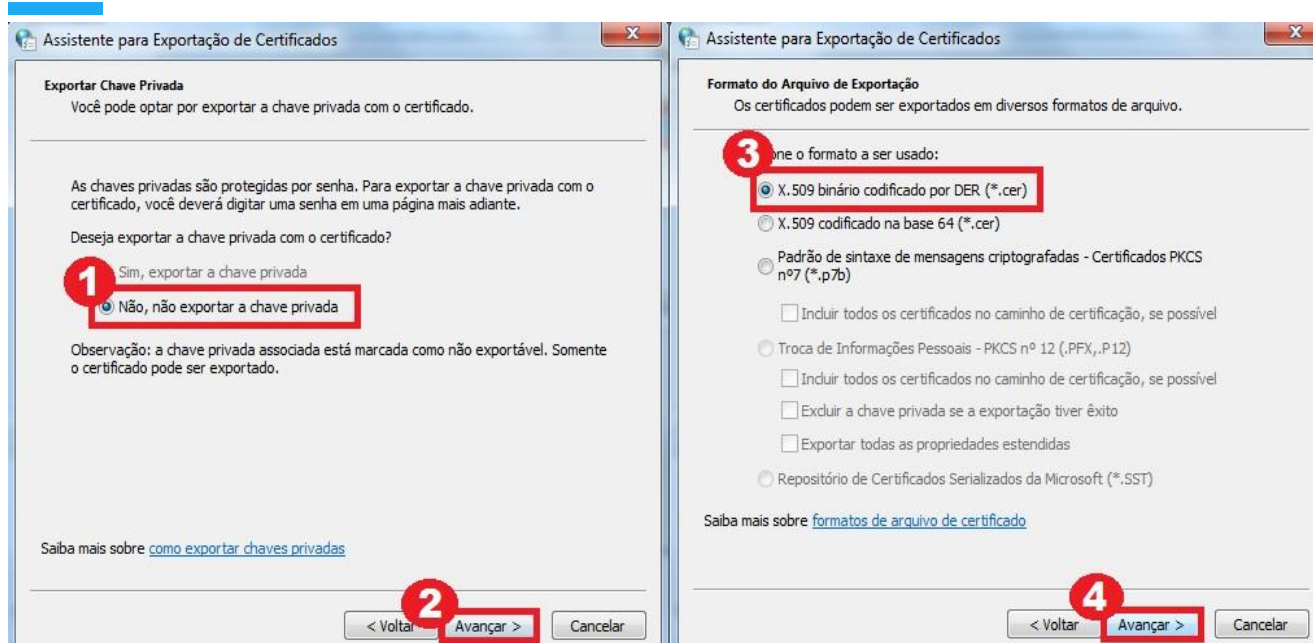 Assistente para Exportação de Certificados
Exportar Chave Privada
Você pode optar por exportar a chave privada com o certificado.
As chaves privadas são protegidas por senha. Para exportar a chave privada com o
certificado, você deverá digitar uma senha em uma página mais adiante.
Deseja exportar a chave privada com o certificado?
1
Sim, exportar a chave privada
Não, não exportar a chave privada
Observação: a chave privada associada está marcada como não exportável. Somente
o certificado pode ser exportado.
Saiba mais sobre como exportar chaves privadas
2
< Voltar
Avançar >
Cancelar
Assistente para Exportação de Certificados
Formato do Arquivo de Exportação
Os certificados podem ser exportados em diversos formatos de arquivo.
3
one o formato a ser usado:
X.509 binário codificado por DER (*.cer)
X.509 codificado na base 64 (*.cer)
Padrão de sintaxe de mensagens criptografadas - Certificados PKCS
nº7 (*.p7b)
Incluir todos os certificados no caminho de certificação, se possível
Troca de Informações Pessoais - PKCS nº 12 (.PFX,.P12)
Incluir todos os certificados no caminho de certificação, se possível
Excluir a chave privada se a exportação tiver êxito
Exportar todas as propriedades estendidas
Repositório de Certificados Serializados da Microsoft (*.SST)
Saiba mais sobre formatos de arquivo de certificado
4
< Voltar
Avançar >
Cancelar